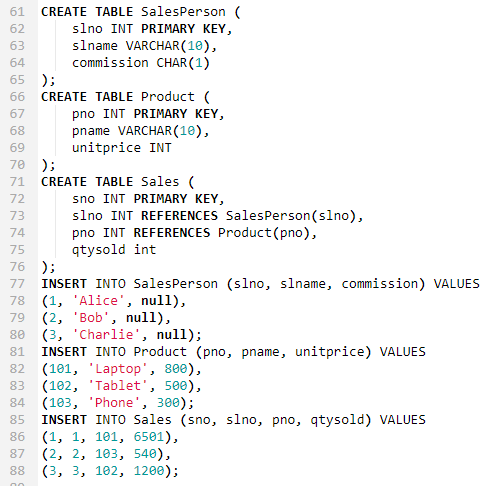 61 CREATE TABLE SalesPerson (
62     slno INT PRIMARY KEY,
63     slname VARCHAR(10),
64     commission CHAR(1)
65 );
66 CREATE TABLE Product (
67     pno INT PRIMARY KEY,
68     pname VARCHAR(10),
69     unitprice INT
70 );
71 CREATE TABLE Sales (
72     sno INT PRIMARY KEY,
73     slno INT REFERENCES SalesPerson(slno),
74     pno INT REFERENCES Product(pno),
75     qtysold int
76 );
77 INSERT INTO SalesPerson (slno, slname, commission) VALUES
78 (1, 'Alice', null),
79 (2, 'Bob', null),
80 (3, 'Charlie', null);
81 INSERT INTO Product (pno, pname, unitprice) VALUES
82 (101, 'Laptop', 800),
83 (102, 'Tablet', 500),
84 (103, 'Phone', 300);
85 INSERT INTO Sales (sno, slno, pno, qtysold) VALUES
86 (1, 1, 101, 6501),
87 (2, 2, 103, 540),
88 (3, 3, 102, 1200);